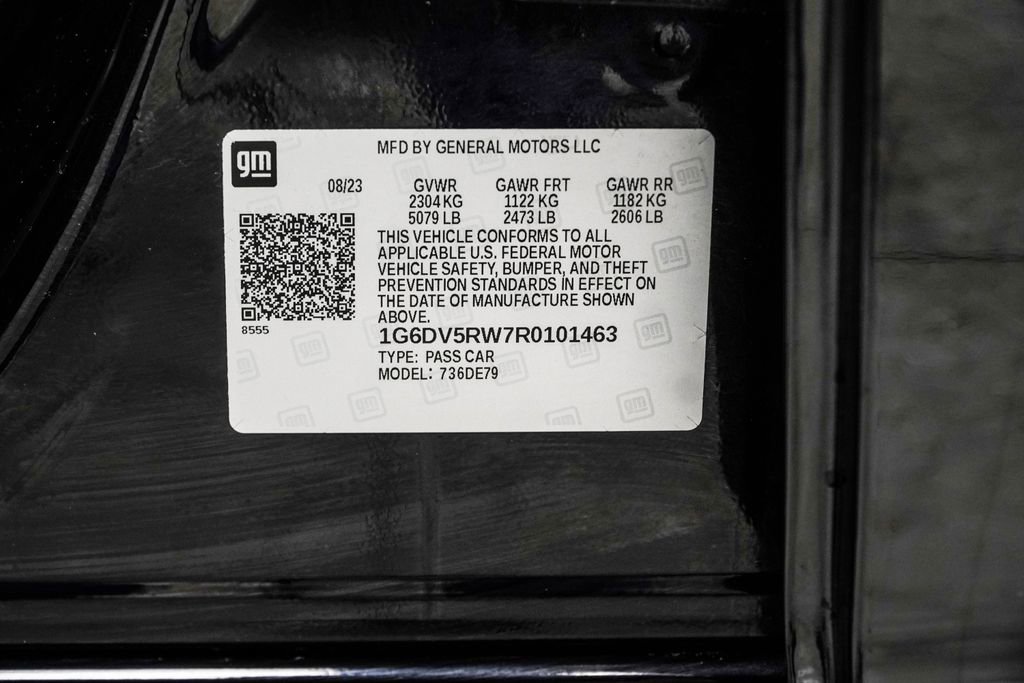 gm
MFD BY GENERAL MOTORS LLC
08/23 GVWR GAWR FRT GAWR RR
2304 KG 1122 KG 1182 KG
5079 LB 2473 LB 2606 LB
THIS VEHICLE CONFORMS TO ALL
APPLICABLE U.S. FEDERAL MOTOR
VEHICLE SAFETY, BUMPER, AND THEFT
PREVENTION STANDARDS IN EFFECT ON
THE DATE OF MANUFACTURE SHOWN
ABOVE.
8555
1G6DV5RW7R0101463
TYPE: PASS CAR
MODEL: 736DE79